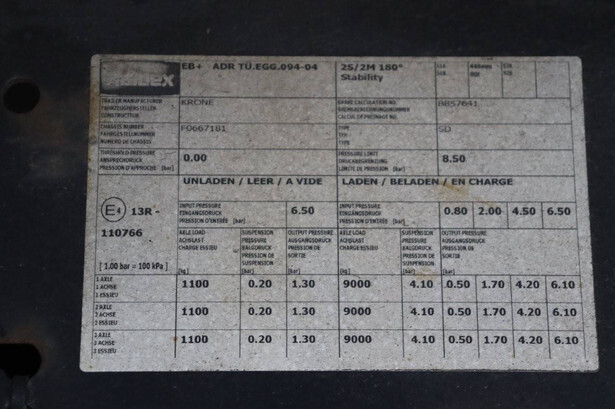 EB+ ADR TÜ.EGG.094-04
2S/2M 180°
Stability
TRAILER MANUFACTURER
FAHRZEUGHERSTELLER
CONSTRUCTEUR
KRONE
BRAKE CALCULATION NO.
BBS7641
CHASSIS NUMBER
FAHRGESTELLNUMMER
NUMERO DE CHASSIS
F0667181
TYPE
TYP
TYPE
SD
THRESHOLD PRESSURE
ANSPRECHDRUCK
PRESSION D'APPROCHE [bar]
0.00
PRESSURE LIMIT
DRUCKBEGRENZUNG
LIMITE DE PRESSION [bar]
8.50
UNLADEN / LEER / A VIDE
LADEN / BELADEN / EN CHARGE
E4 13R -
110766
[ 1.00 bar = 100 kPa ]
INPUT PRESSURE
EINGANGSDRUCK
PRESSION D'ENTRÉE [bar]
6.50
INPUT PRESSURE
EINGANGSDRUCK
PRESSION D'ENTRÉE [bar]
0.80 2.00 4.50 6.50
AXLE LOAD
ACHSLAST
CHARGE ESSIEU
[kg]
SUSPENSION
PRESSURE
BALGDRUCK
PRESSION DE
SUSPENSION
[bar]
OUTPUT PRESSURE
AUSGANGSDRUCK
PRESSION DE
SORTIE
[bar]
AXLE LOAD
ACHSLAST
CHARGE ESSIEU
[kg]
SUSPENSION
PRESSURE
BALGDRUCK
PRESSION DE
SUSPENSION
[bar]
OUTPUT PRESSURE
AUSGANGSDRUCK
PRESSION DE
SORTIE
[bar]
1 AXLE
1 ACHSE
1 ESSIEU
1100 0.20 1.30 9000 4.10 0.50 1.70 4.20 6.10
2 AXLE
2 ACHSE
2 ESSIEU
1100 0.20 1.30 9000 4.10 0.50 1.70 4.20 6.10
3 AXLE
3 ACHSE
3 ESSIEU
1100 0.20 1.30 9000 4.10 0.50 1.70 4.20 6.10